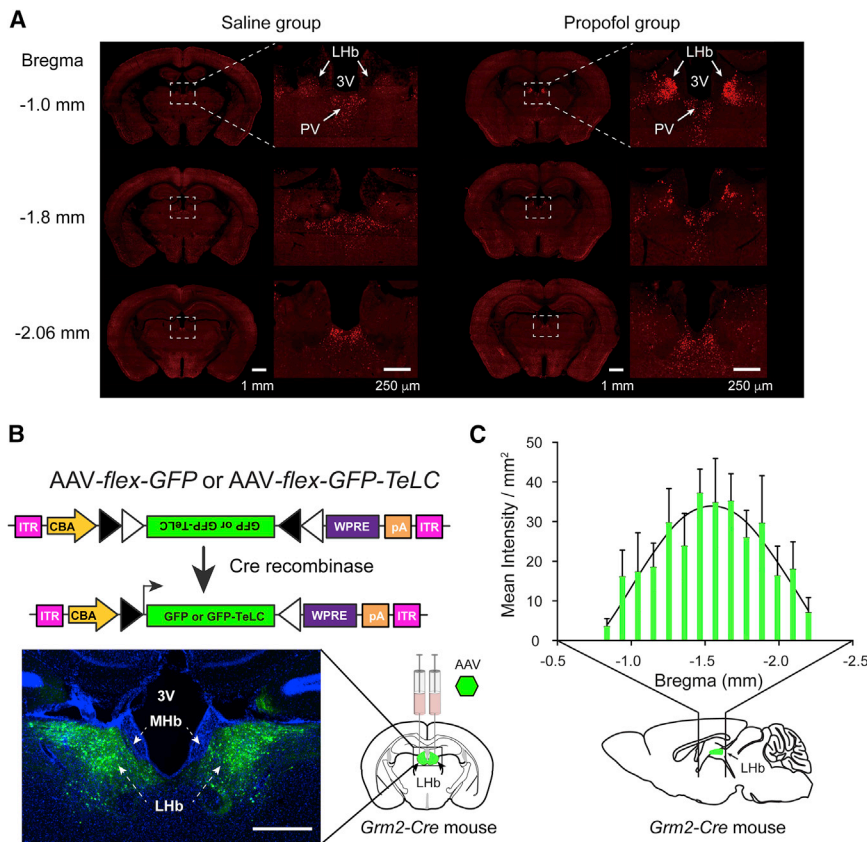 A
Saline group
Propofol group
Bregma
-1.0 mm
LHb
3V
PV
LHb
3V
PV
-1.8 mm
-2.06 mm
1 mm
250 μm
1 mm
250 μm
B
AAV-flex-GFP or AAV-flex-GFP-TeLC
ITR CBA GFP or GFP-TeLC WPRE pA ITR
Cre recombinase
ITR CBA GFP or GFP-TeLC WPRE pA ITR
3V
MHb
LHb
AAV
LHb
Grm2-Cre mouse
C
Mean Intensity / mm²
50
40
30
20
10
0
-0.5 -1.0 -1.5 -2.0 -2.5
Bregma (mm)
LHb
Grm2-Cre mouse